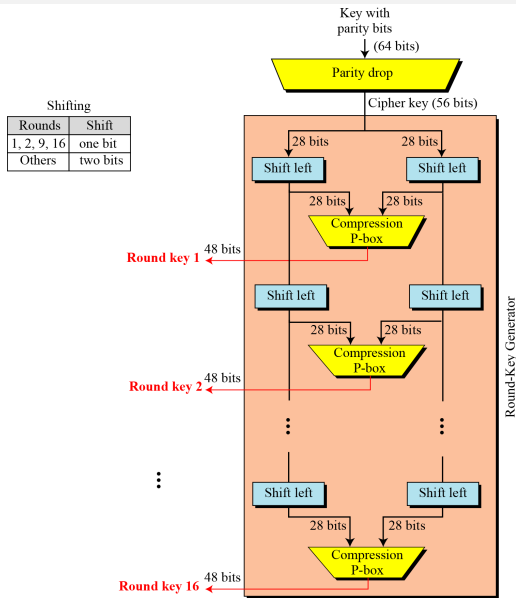 Key with
parity bits
(64 bits)
Parity drop
Cipher key (56 bits)
Shifting
Rounds Shift
1, 2, 9, 16 one bit
Others two bits
28 bits 28 bits
Shift left Shift left
28 bits 28 bits
Compression
P-box
48 bits
Round key 1
Shift left Shift left
28 bits 28 bits
Compression
P-box
48 bits
Round key 2
Round-Key Generator
Shift left Shift left
28 bits 28 bits
Compression
P-box
48 bits
Round key 16